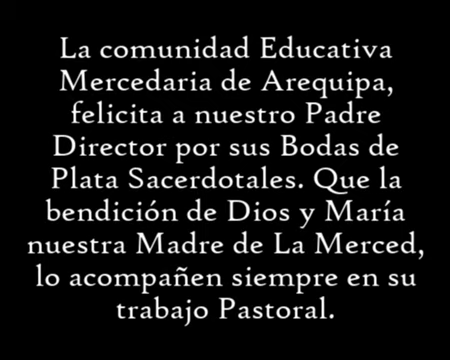 La comunidad Educativa
Mercedaria de Arequipa,
felicita a nuestro Padre
Director por sus Bodas de
Plata Sacerdotales. Que la
bendición de Dios y María
nuestra Madre de La Merced,
lo acompañen siempre en su
trabajo Pastoral.